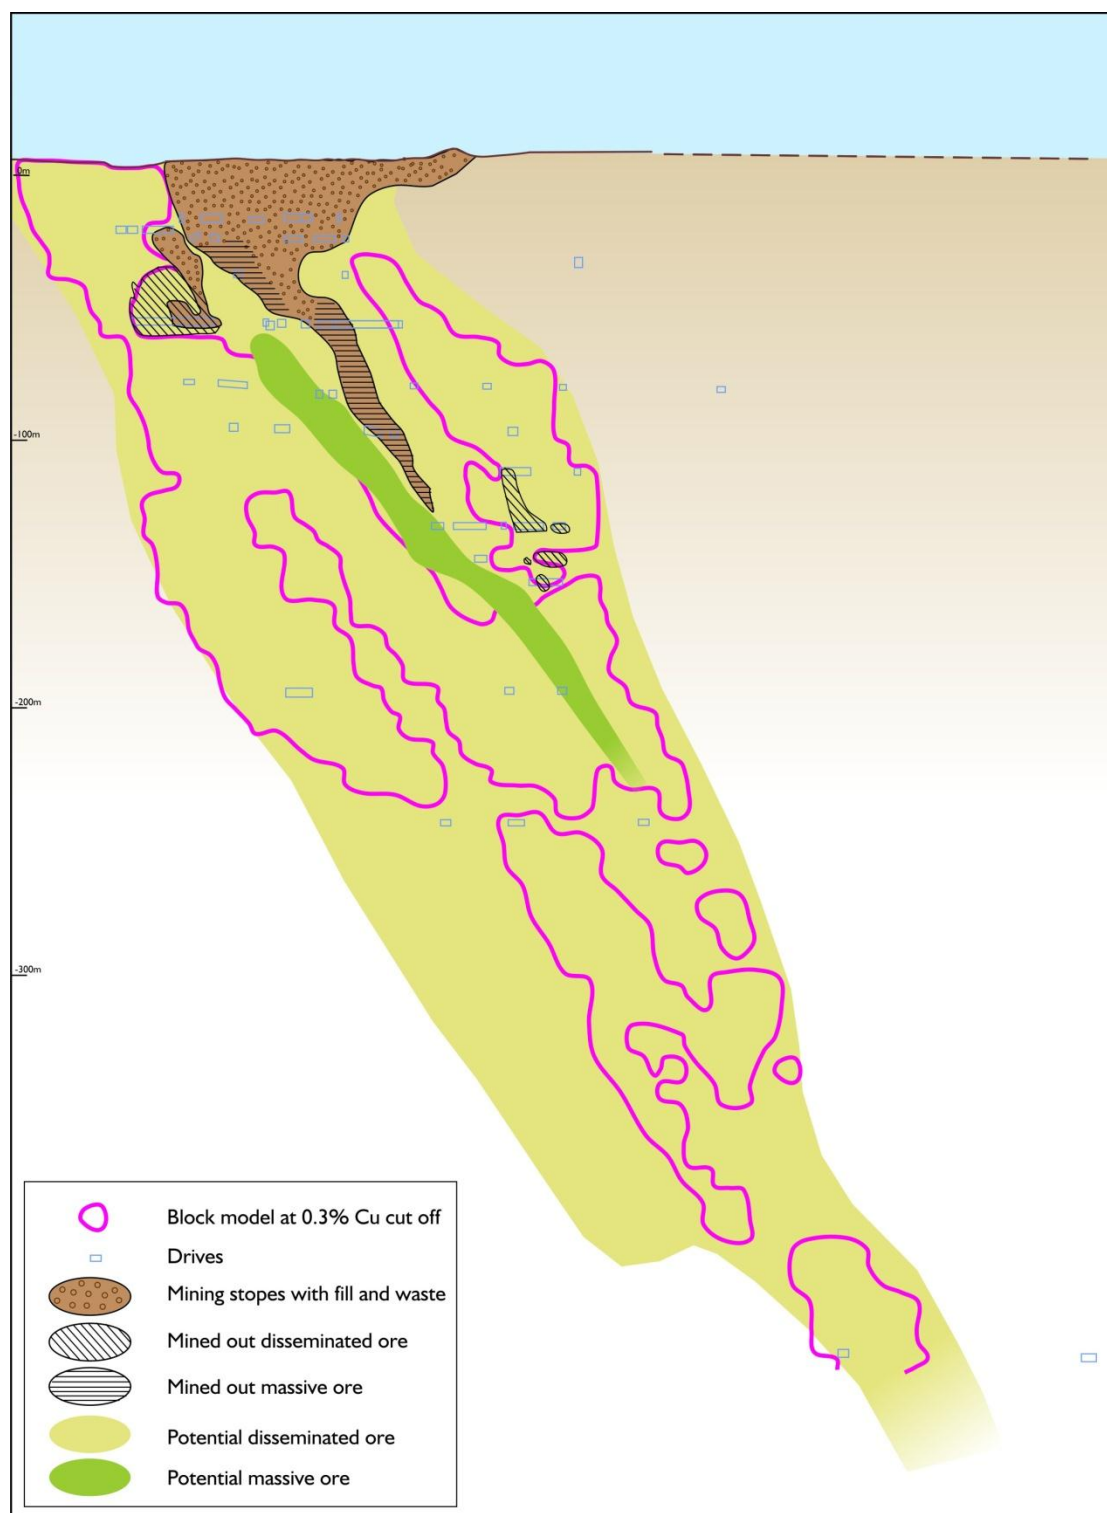 0m
-100m
-200m
-300m
Block model at 0.3% Cu cut off
Drives
Mining stopes with fill and waste
Mined out disseminated ore
Mined out massive ore
Potential disseminated ore
Potential massive ore